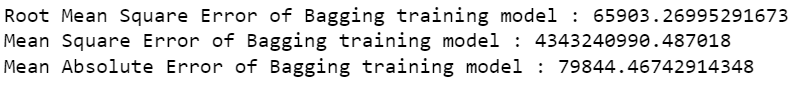 Root Mean Square Error of Bagging training model : 65903.26995291673
Mean Square Error of Bagging training model : 4343240990.487018
Mean Absolute Error of Bagging training model : 79844.46742914348